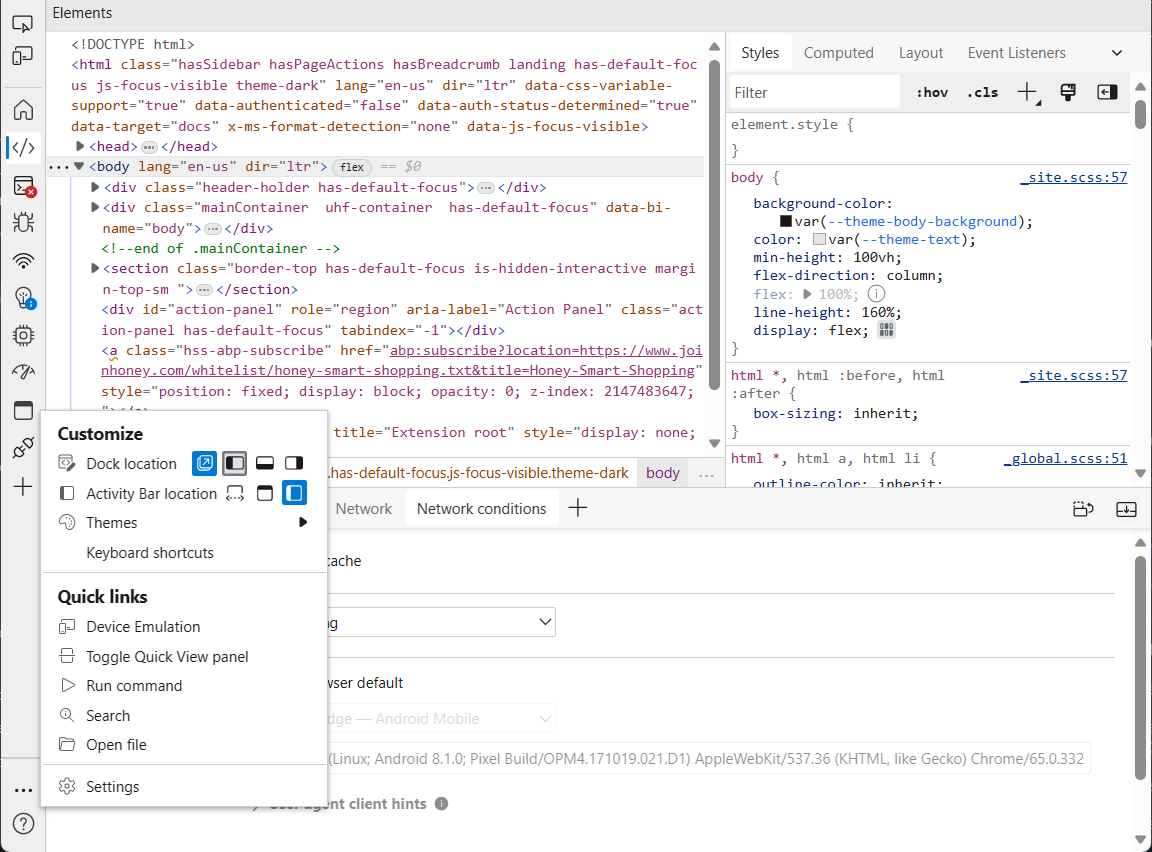 Elements
<!DOCTYPE html>
<html class="hasSidebar hasPageActions hasBreadcrumb landing has-default-foc
us js-focus-visible theme-dark" lang="en-us" dir="ltr" data-css-variable-
support="true" data-authenticated="false" data-auth-status-determined="true"
data-target="docs" x-ms-format-detection="none" data-js-focus-visible>
<head> ⋯ </head>
··· <body lang="en-us" dir="ltr"> flex == $0
<div class="header-holder has-default-focus"> ⋯ </div>
<div class="mainContainer  uhf-container  has-default-focus" data-bi-
name="body"> ⋯ </div>
<!--end of .mainContainer -->
<section class="border-top has-default-focus is-hidden-interactive margi
n-top-sm "> ⋯ </section>
<div id="action-panel" role="region" aria-label="Action Panel" class="act
ion-panel has-default-focus" tabindex="-1"></div>
<a class="hss-abp-subscribe" href="abp:subscribe?location=https://www.joi
nhoney.com/whitelist/honey-smart-shopping.txt&title=Honey-Smart-Shopping"
style="position: fixed; display: block; opacity: 0; z-index: 2147483647;
"></a>
title="Extension root" style="display: none;
.has-default-focus.js-focus-visible.theme-dark body ...
Styles Computed Layout Event Listeners
Filter :hov .cls
element.style {
}
body { _site.scss:57
background-color:
var(--theme-body-background);
color: var(--theme-text);
min-height: 100vh;
flex-direction: column;
flex: 100%;
line-height: 160%;
display: flex;
}
html *, html :before, html _site.scss:57
:after {
box-sizing: inherit;
}
html *, html a, html li { _global.scss:51
outline-color: inherit;
Network Network conditions
cache
ng
wser default
dge — Android Mobile
(Linux; Android 8.1.0; Pixel Build/OPM4.171019.021.D1) AppleWebKit/537.36 (KHTML, like Gecko) Chrome/65.0.332
User agent client hints
Customize
Dock location
Activity Bar location
Themes
Keyboard shortcuts
Quick links
Device Emulation
Toggle Quick View panel
Run command
Search
Open file
Settings